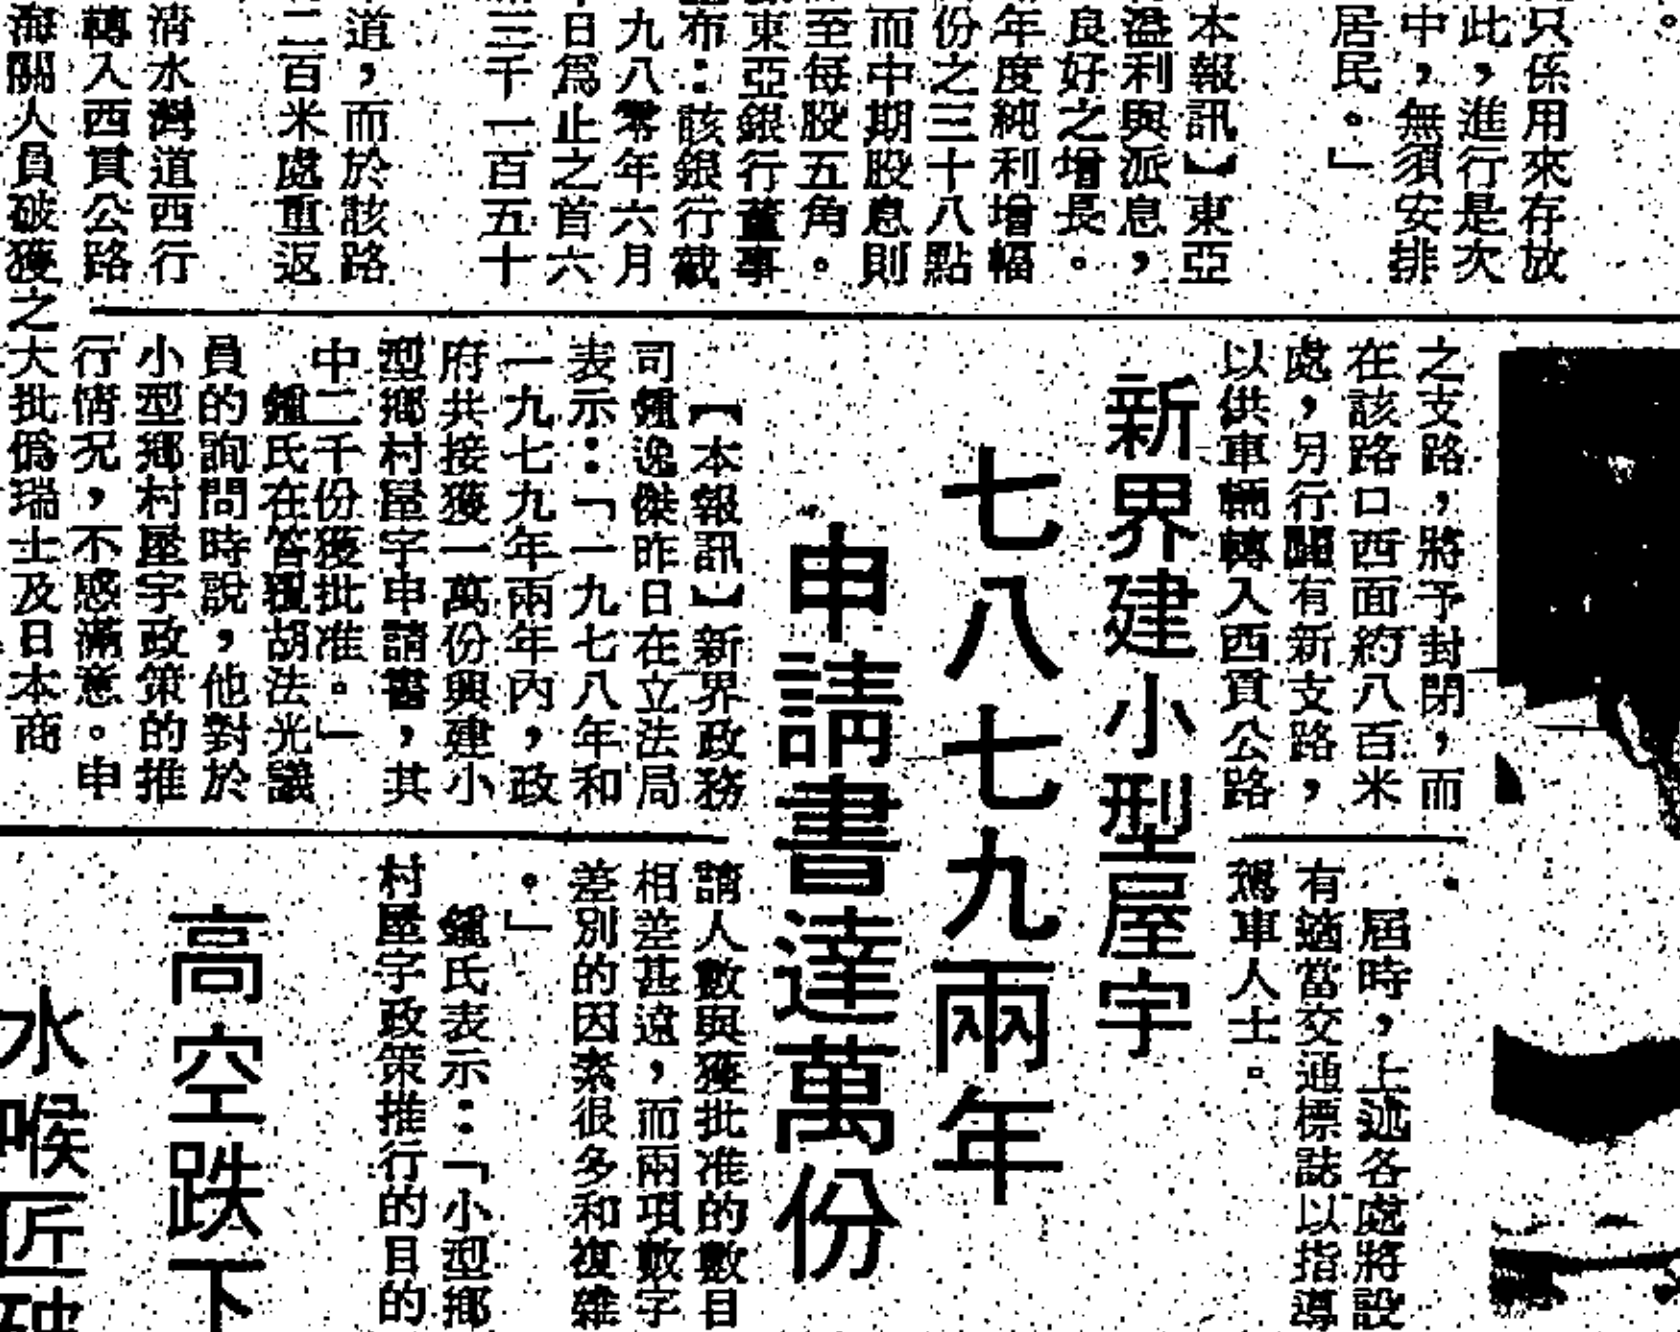 只係用來存放
此，進行是次
中，無須安排
居民。」
本報訊】東亞
溢利與派息，
良好之增長。
年度純利增幅
份之三十八點
而中期股息則
至每股五角。
東亞銀行董事
布：該銀行截
九八零年六月
日為止之首六
三千一百五十
道，而於該路
二百米處重返
清水灣道西行
轉入西貢公路
海關人員破獲之大批偽瑞士及日本商
之支路，將予封閉，而
在該路口西面約八百米
處，月行闢有新支路，
以供車輛轉入西貢公路
屆時，上述各處將設
有適當交通標誌以指導
駕車人士。
新界建小型屋宇
七八七九兩年
申請書達萬份
【本報訊】新界政務
司鍾逸傑昨日在立法局
表示：「一九七八年和
一九七九年兩年內，政
府共接獲一萬份興建小
型鄉村屋宇申請書，其
中二千份獲批准。」
鍾氏在答覆胡法光議
員的詢問時說，他對於
小型鄉村屋宇政策的推
行情況，不感滿意。申
請人數與獲批准的數目
相差甚遠，而兩項數字
差別的因素很多和複雜
。」
鍾氏表示：「小型鄉
村屋宇政策推行的目的
高空跌下
水喉匠